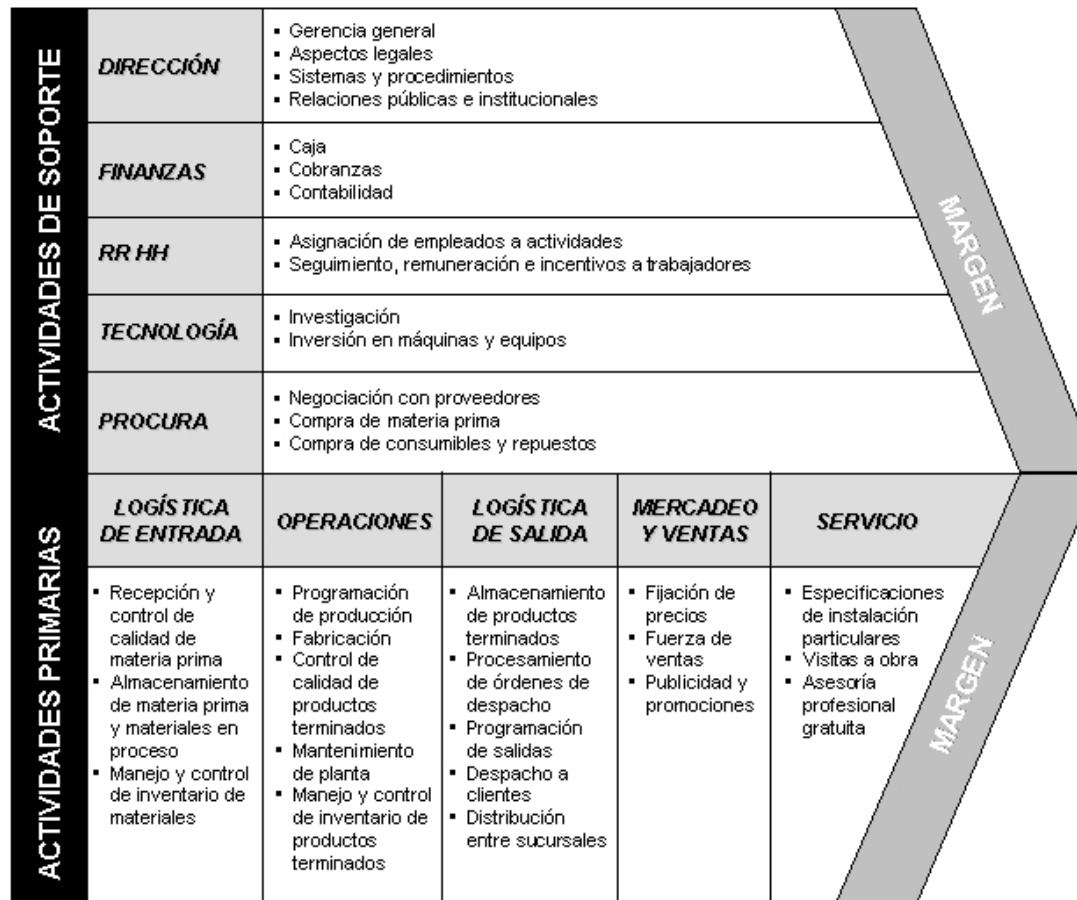 ACTIVIDADES DE SOPORTE
DIRECCIÓN
▪ Gerencia general
▪ Aspectos legales
▪ Sistemas y procedimientos
▪ Relaciones públicas e institucionales
FINANZAS
▪ Caja
▪ Cobranzas
▪ Contabilidad
RR HH
▪ Asignación de empleados a actividades
▪ Seguimiento, remuneración e incentivos a trabajadores
TECNOLOGÍA
▪ Investigación
▪ Inversión en máquinas y equipos
PROCURA
▪ Negociación con proveedores
▪ Compra de materia prima
▪ Compra de consumibles y repuestos
MARGEN
ACTIVIDADES PRIMARIAS
LOGÍSTICA
DE ENTRADA
▪ Recepción y
control de
calidad de
materia prima
▪ Almacenamiento
de materia prima
y materiales en
proceso
▪ Manejo y control
de inventario de
materiales
OPERACIONES
▪ Programación
de producción
▪ Fabricación
▪ Control de
calidad de
productos
terminados
▪ Mantenimiento
de planta
▪ Manejo y control
de inventario de
productos
terminados
LOGÍSTICA
DE SALIDA
▪ Almacenamiento
de productos
terminados
▪ Procesamiento
de órdenes de
despacho
▪ Programación
de salidas
▪ Despacho a
clientes
▪ Distribución
entre sucursales
MERCADEO
Y VENTAS
▪ Fijación de
precios
▪ Fuerza de
ventas
▪ Publicidad y
promociones
SERVICIO
▪ Especificaciones
de instalación
particulares
▪ Visitas a obra
▪ Asesoría
profesional
gratuita
MARGEN